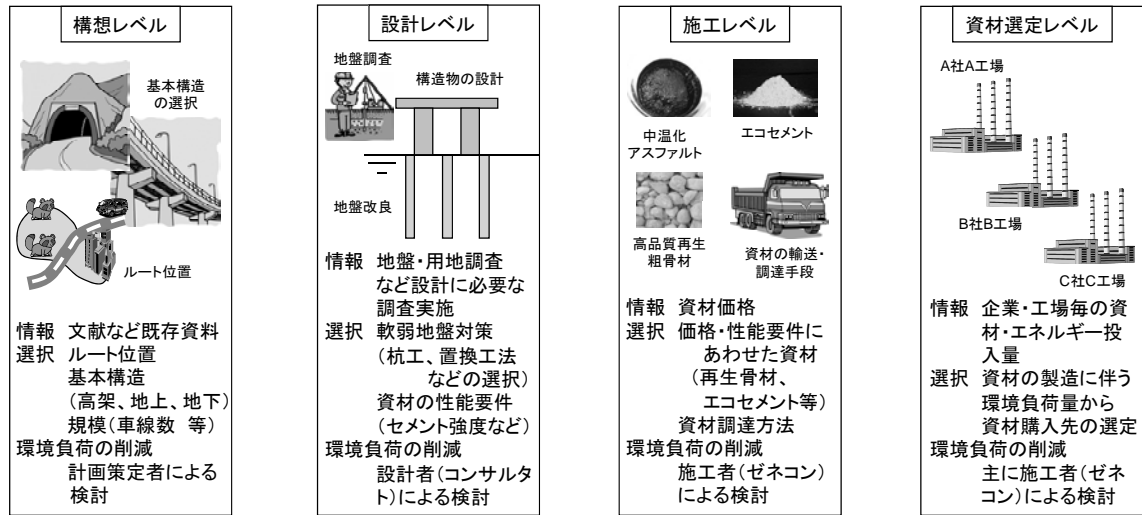 構想レベル
基本構造
の選択
ルート位置
情報 文献など既存資料
選択 ルート位置
基本構造
(高架、地上、地下)
規模(車線数 等)
環境負荷の削減
計画策定者による
検討
設計レベル
地盤調査
構造物の設計
地盤改良
情報 地盤・用地調査
など設計に必要な
調査実施
選択 軟弱地盤対策
(杭工、置換工法
などの選択)
資材の性能要件
(セメント強度など)
環境負荷の削減
設計者(コンサルタ
ト)による検討
施工レベル
中温化
アスファルト
エコセメント
高品質再生
粗骨材
資材の輸送・
調達手段
情報 資材価格
選択 価格・性能要件に
あわせた資材
(再生骨材、
エコセメント等)
資材調達方法
環境負荷の削減
施工者(ゼネコン)
による検討
資材選定レベル
A社A工場
B社B工場
C社C工場
情報 企業・工場毎の資
材・エネルギー投
入量
選択 資材の製造に伴う
環境負荷量から
資材購入先の選定
環境負荷の削減
主に施工者(ゼネ
コン)による検討